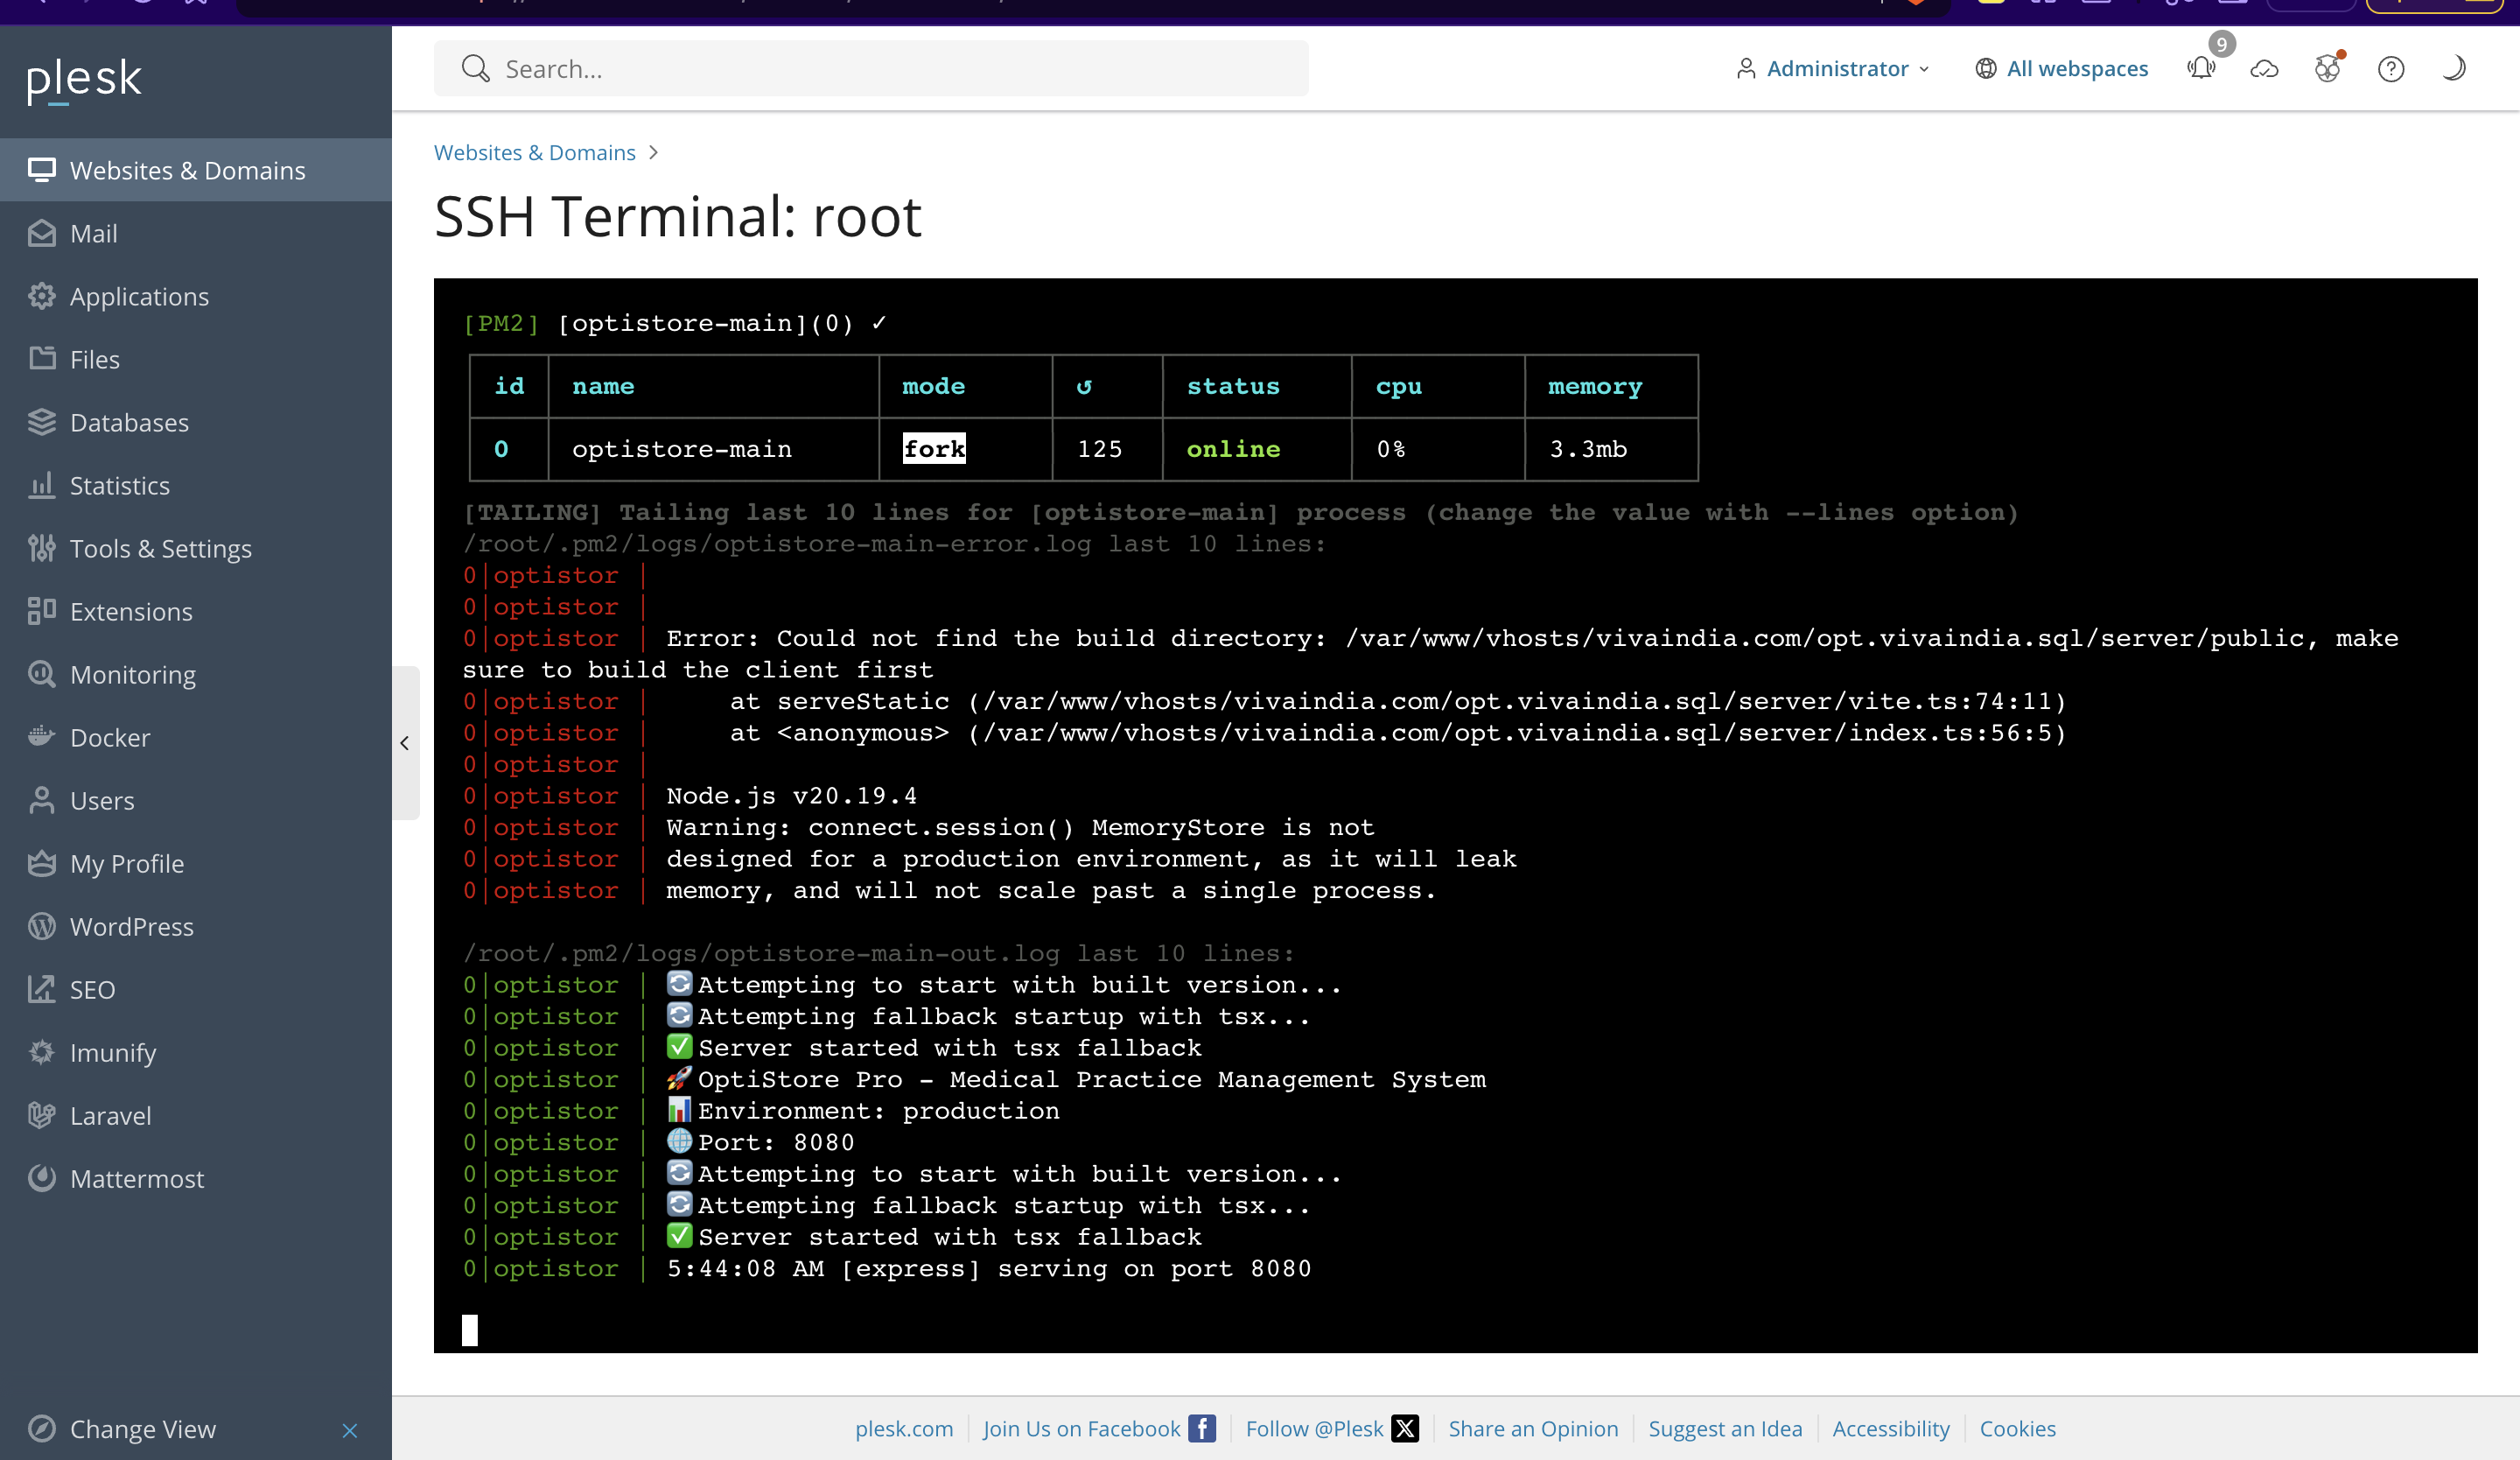 plesk
Search...
Administrator
All webspaces
9
Websites & Domains
Mail
Applications
Files
Databases
Statistics
Tools & Settings
Extensions
Monitoring
Docker
Users
My Profile
WordPress
SEO
Imunify
Laravel
Mattermost
Change View
Websites & Domains >
SSH Terminal: root
[PM2] [optistore-main](0) ✓
id name mode ↺ status cpu memory
0 optistore-main fork 125 online 0% 3.3mb
[TAILING] Tailing last 10 lines for [optistore-main] process (change the value with --lines option)
/root/.pm2/logs/optistore-main-error.log last 10 lines:
0|optistor |
0|optistor |
0|optistor | Error: Could not find the build directory: /var/www/vhosts/vivaindia.com/opt.vivaindia.sql/server/public, make
sure to build the client first
0|optistor | at serveStatic (/var/www/vhosts/vivaindia.com/opt.vivaindia.sql/server/vite.ts:74:11)
0|optistor | at <anonymous> (/var/www/vhosts/vivaindia.com/opt.vivaindia.sql/server/index.ts:56:5)
0|optistor |
0|optistor | Node.js v20.19.4
0|optistor | Warning: connect.session() MemoryStore is not
0|optistor | designed for a production environment, as it will leak
0|optistor | memory, and will not scale past a single process.
/root/.pm2/logs/optistore-main-out.log last 10 lines:
0|optistor | 🔄Attempting to start with built version...
0|optistor | 🔄Attempting fallback startup with tsx...
0|optistor | ✅Server started with tsx fallback
0|optistor | 🚀OptiStore Pro - Medical Practice Management System
0|optistor | 📊Environment: production
0|optistor | 🌐Port: 8080
0|optistor | 🔄Attempting to start with built version...
0|optistor | 🔄Attempting fallback startup with tsx...
0|optistor | ✅Server started with tsx fallback
0|optistor | 5:44:08 AM [express] serving on port 8080
plesk.com
Join Us on Facebook
Follow @Plesk
Share an Opinion
Suggest an Idea
Accessibility
Cookies